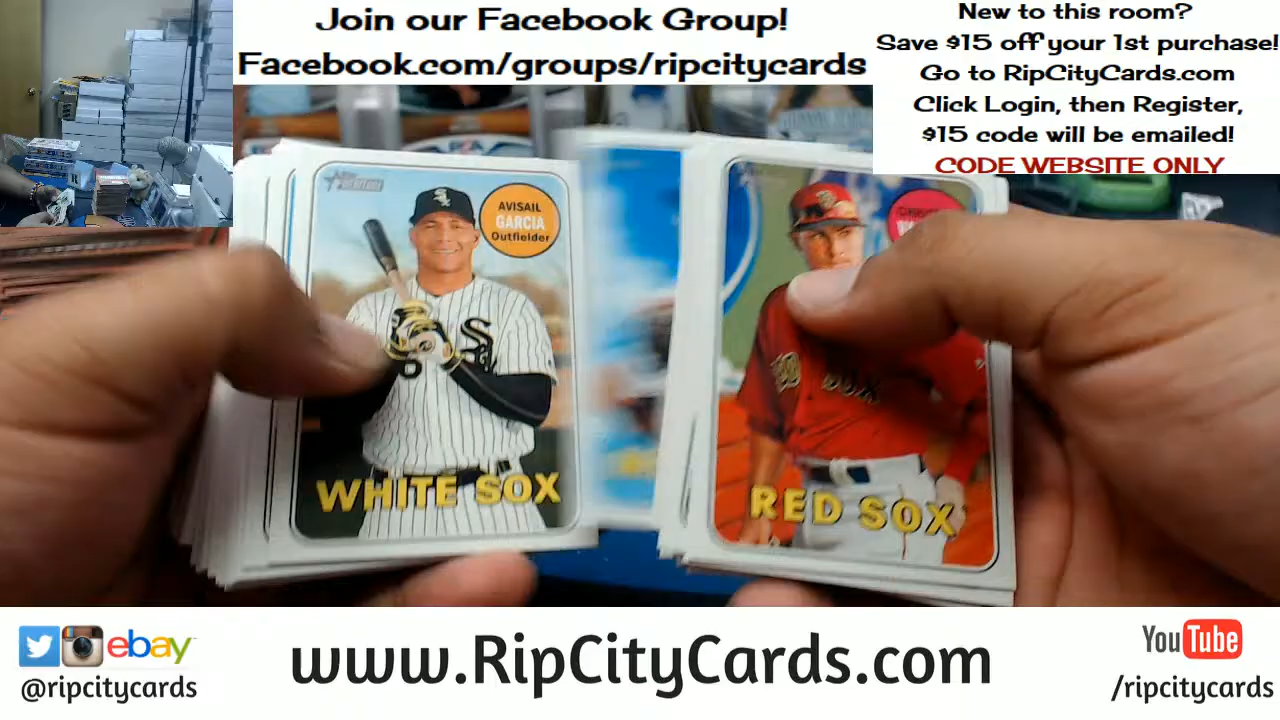 Join our Facebook Group!
Facebook.com/groups/ripcitycards
New to this room?
Save $15 off your 1st purchase!
Go to RipCityCards.com
Click Login, then Register,
$15 code will be emailed!
CODE WEBSITE ONLY
AVISAIL
GARCIA
Outfielder
WHITE SOX
RED SOX
ebay
@ripcitycards
www.RipCityCards.com
YouTube
/ripcitycards